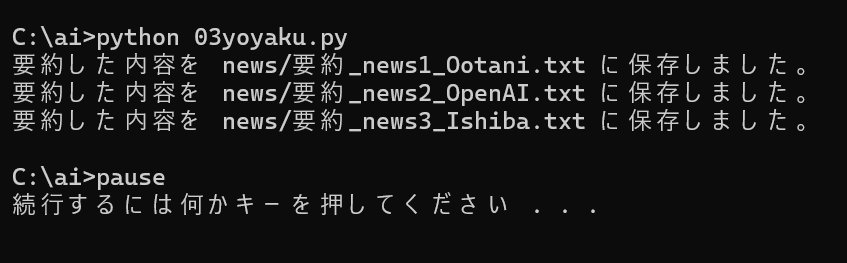 C:\ai>python 03yoyaku.py
要約した内容を news/要約_news1_Ootani.txt に保存しました。
要約した内容を news/要約_news2_OpenAI.txt に保存しました。
要約した内容を news/要約_news3_Ishiba.txt に保存しました。
C:\ai>pause
続行するには何かキーを押してください . . .